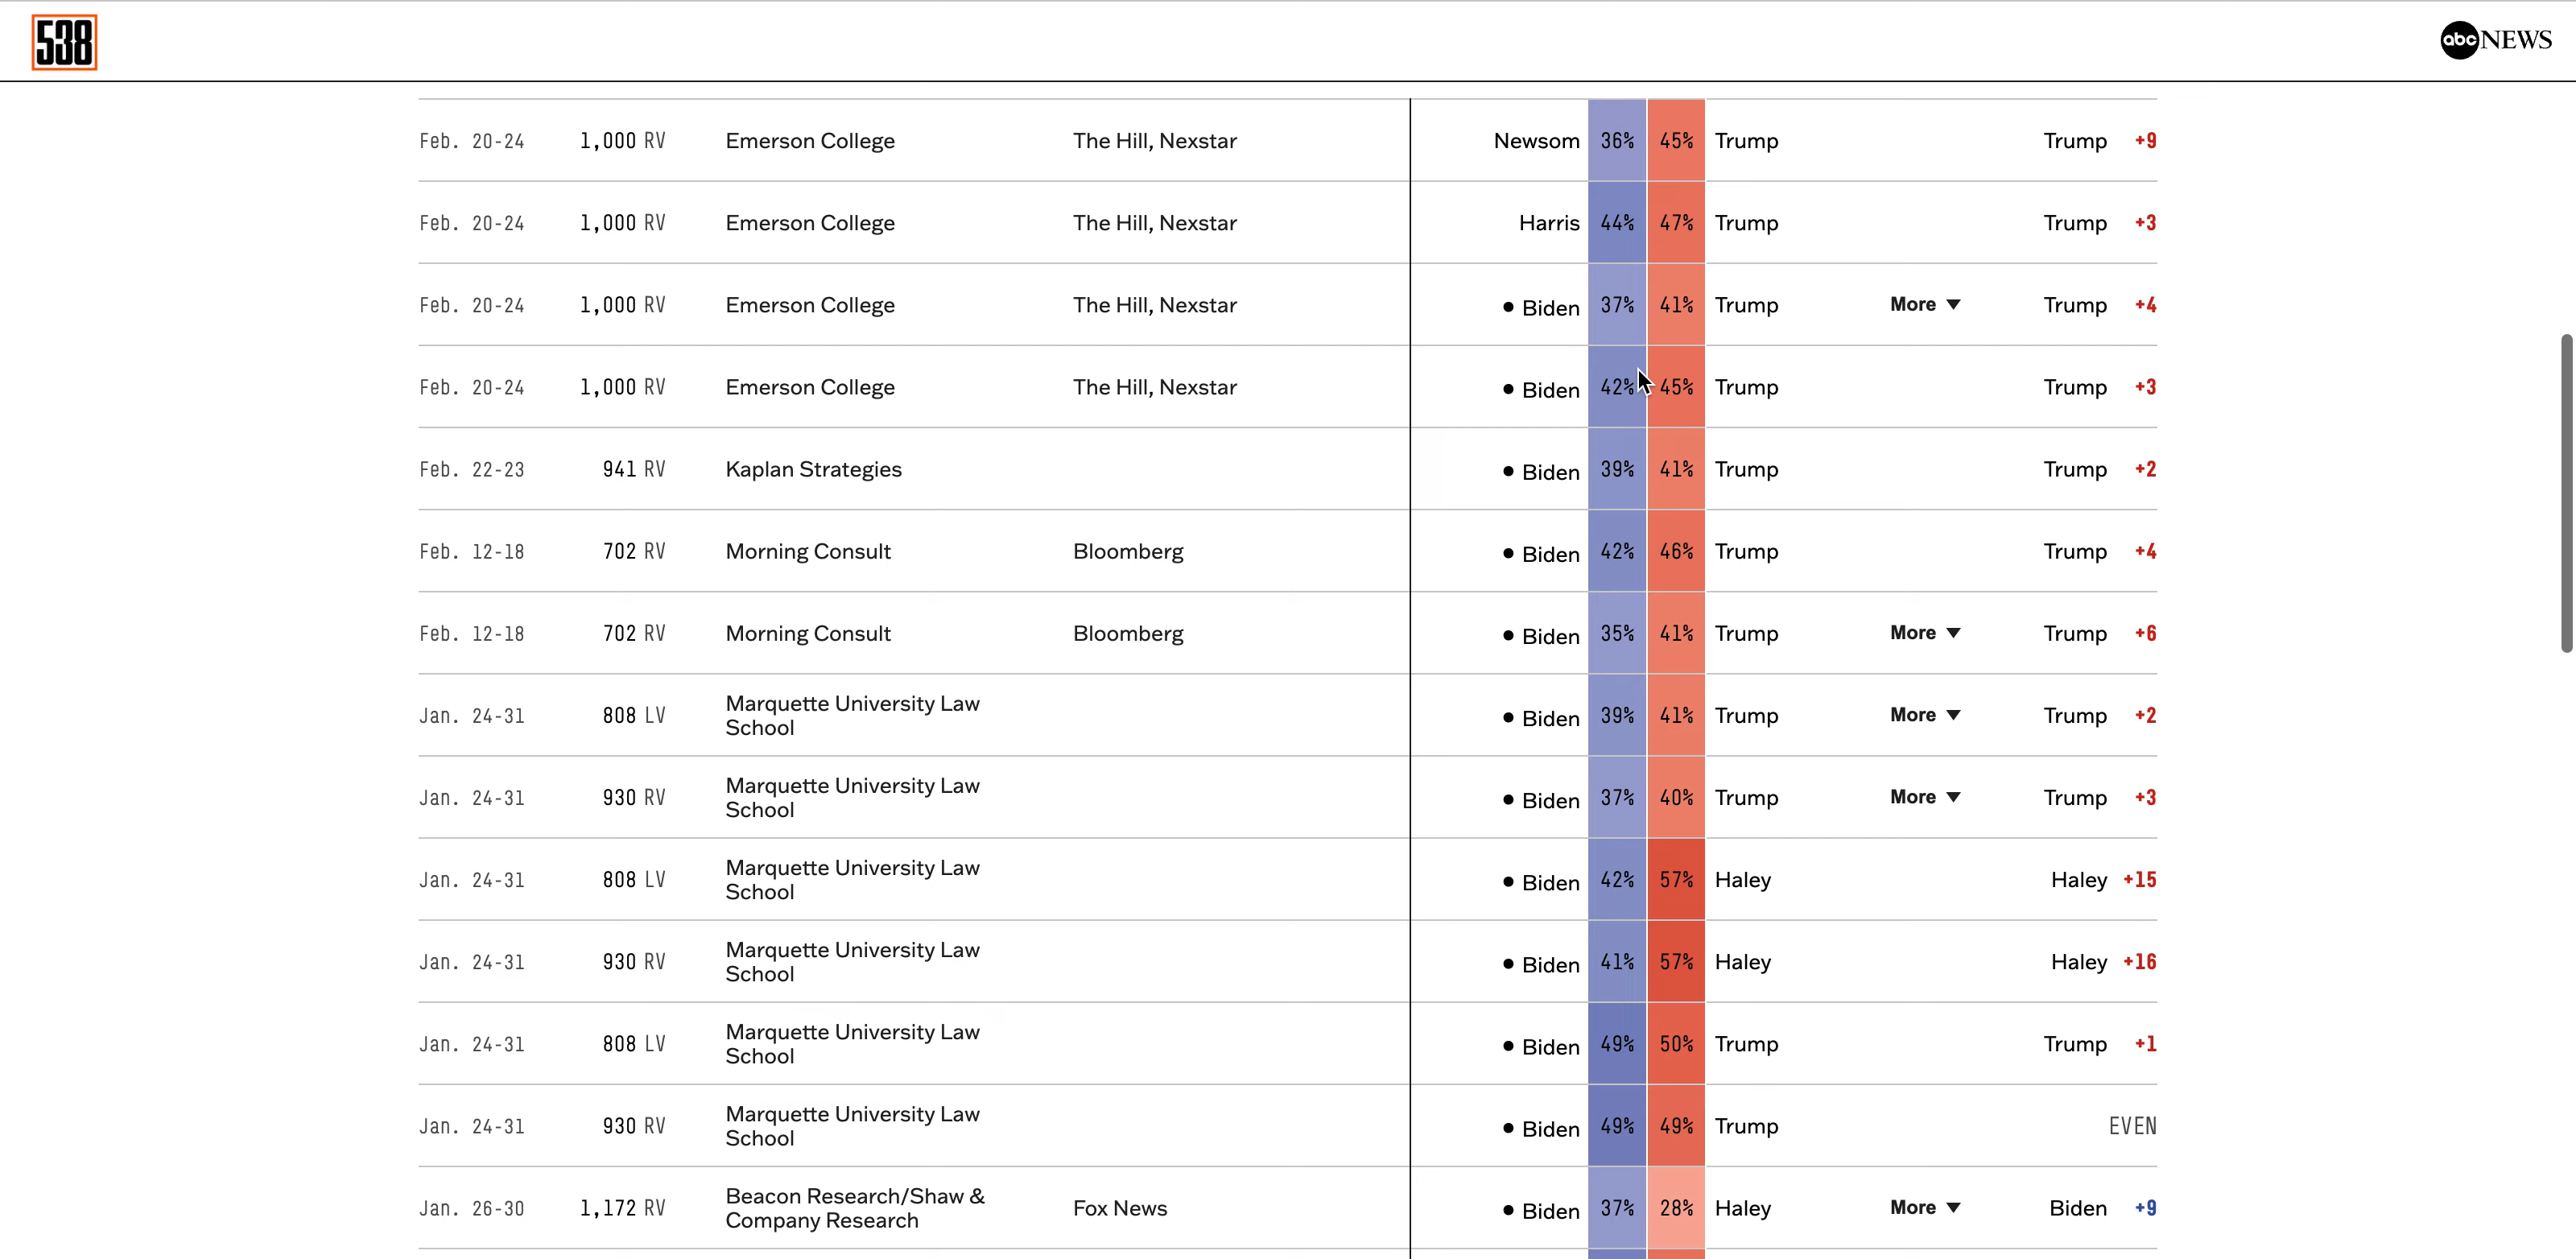 538
abc NEWS
Feb. 20-24 1,000 RV Emerson College The Hill, Nexstar Newsom 36% 45% Trump Trump +9
Feb. 20-24 1,000 RV Emerson College The Hill, Nexstar Harris 44% 47% Trump Trump +3
Feb. 20-24 1,000 RV Emerson College The Hill, Nexstar • Biden 37% 41% Trump More ▼ Trump +4
Feb. 20-24 1,000 RV Emerson College The Hill, Nexstar • Biden 42% 45% Trump Trump +3
Feb. 22-23 941 RV Kaplan Strategies • Biden 39% 41% Trump Trump +2
Feb. 12-18 702 RV Morning Consult Bloomberg • Biden 42% 46% Trump Trump +4
Feb. 12-18 702 RV Morning Consult Bloomberg • Biden 35% 41% Trump More ▼ Trump +6
Jan. 24-31 808 LV Marquette University Law School • Biden 39% 41% Trump More ▼ Trump +2
Jan. 24-31 930 RV Marquette University Law School • Biden 37% 40% Trump More ▼ Trump +3
Jan. 24-31 808 LV Marquette University Law School • Biden 42% 57% Haley Haley +15
Jan. 24-31 930 RV Marquette University Law School • Biden 41% 57% Haley Haley +16
Jan. 24-31 808 LV Marquette University Law School • Biden 49% 50% Trump Trump +1
Jan. 24-31 930 RV Marquette University Law School • Biden 49% 49% Trump EVEN
Jan. 26-30 1,172 RV Beacon Research/Shaw & Company Research Fox News • Biden 37% 28% Haley More ▼ Biden +9